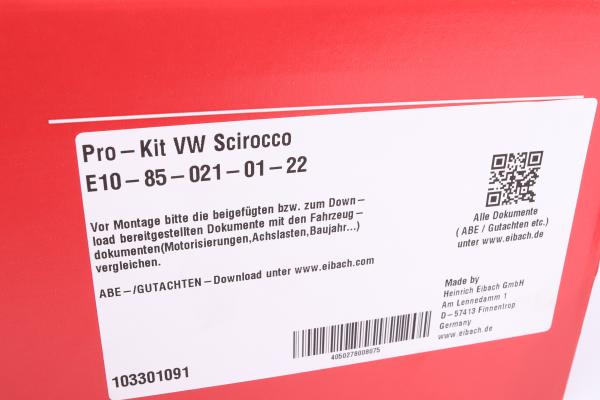 Pro-Kit VW Scirocco
E10-85-021-01-22
Vor Montage bitte die beigefügten bzw. zum Down-
load bereitgestellten Dokumente mit den Fahrzeug-
dokumenten(Motorisierungen,Achslasten,Baujahr...)
vergleichen.
ABE-/GUTACHTEN-Download unter www.eibach.com
Alle Dokumente
( ABE / Gutachten etc.)
unter www.eibach.de
Made by
Heinrich Eibach GmbH
Am Lennedamm 1
D-57413 Finnentrop
Germany
www.eibach.de
4050278008075
103301091